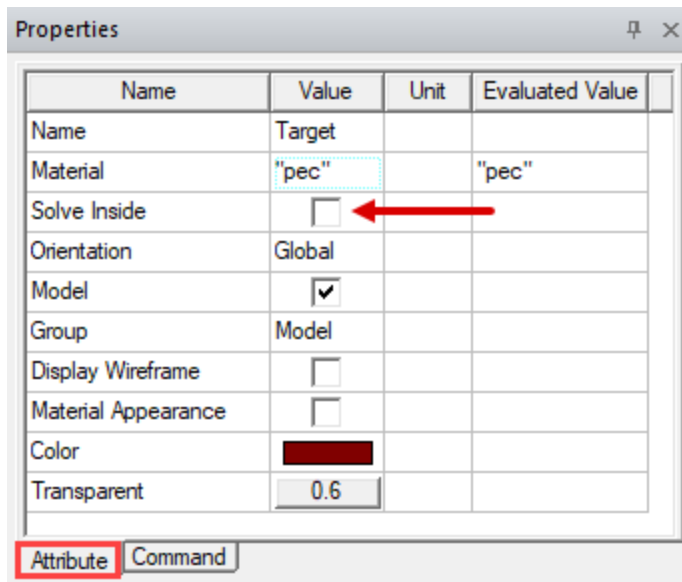 Properties
Name Value Unit Evaluated Value
Name Target
Material "pec" "pec"
Solve Inside
Orientation Global
Model
Group Model
Display Wireframe
Material Appearance
Color
Transparent 0.6
Attribute Command